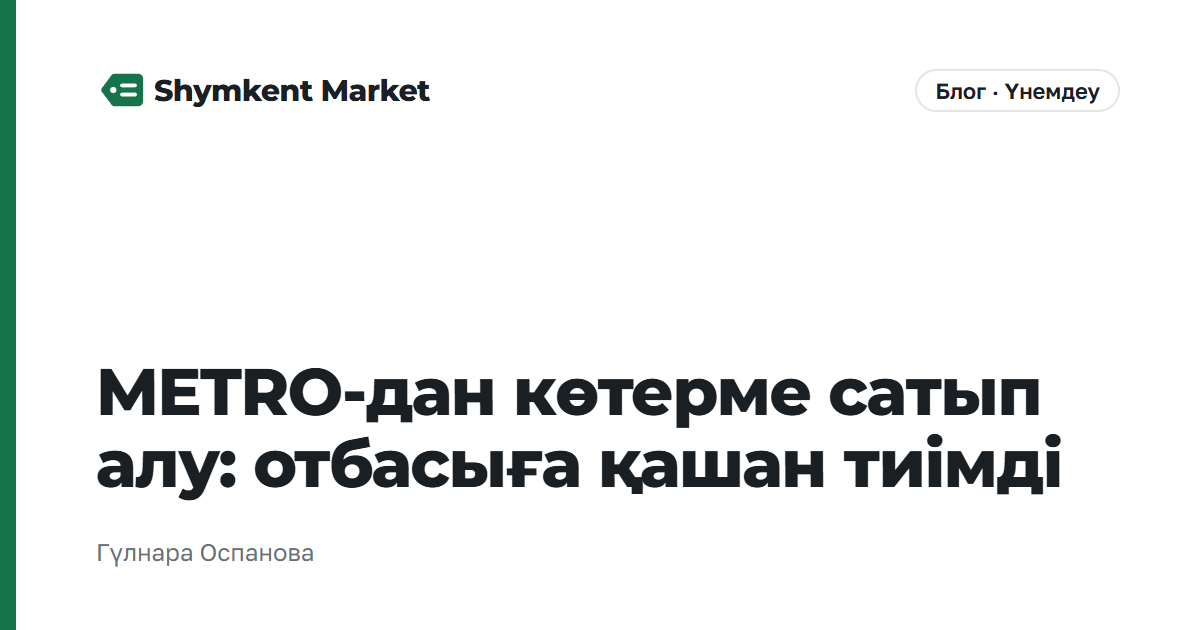 Shymkent Market
Блог · Үнемдеу
METRO-дан көтерме сатып
алу: отбасыға қашан тиімді
Гүлнара Оспанова